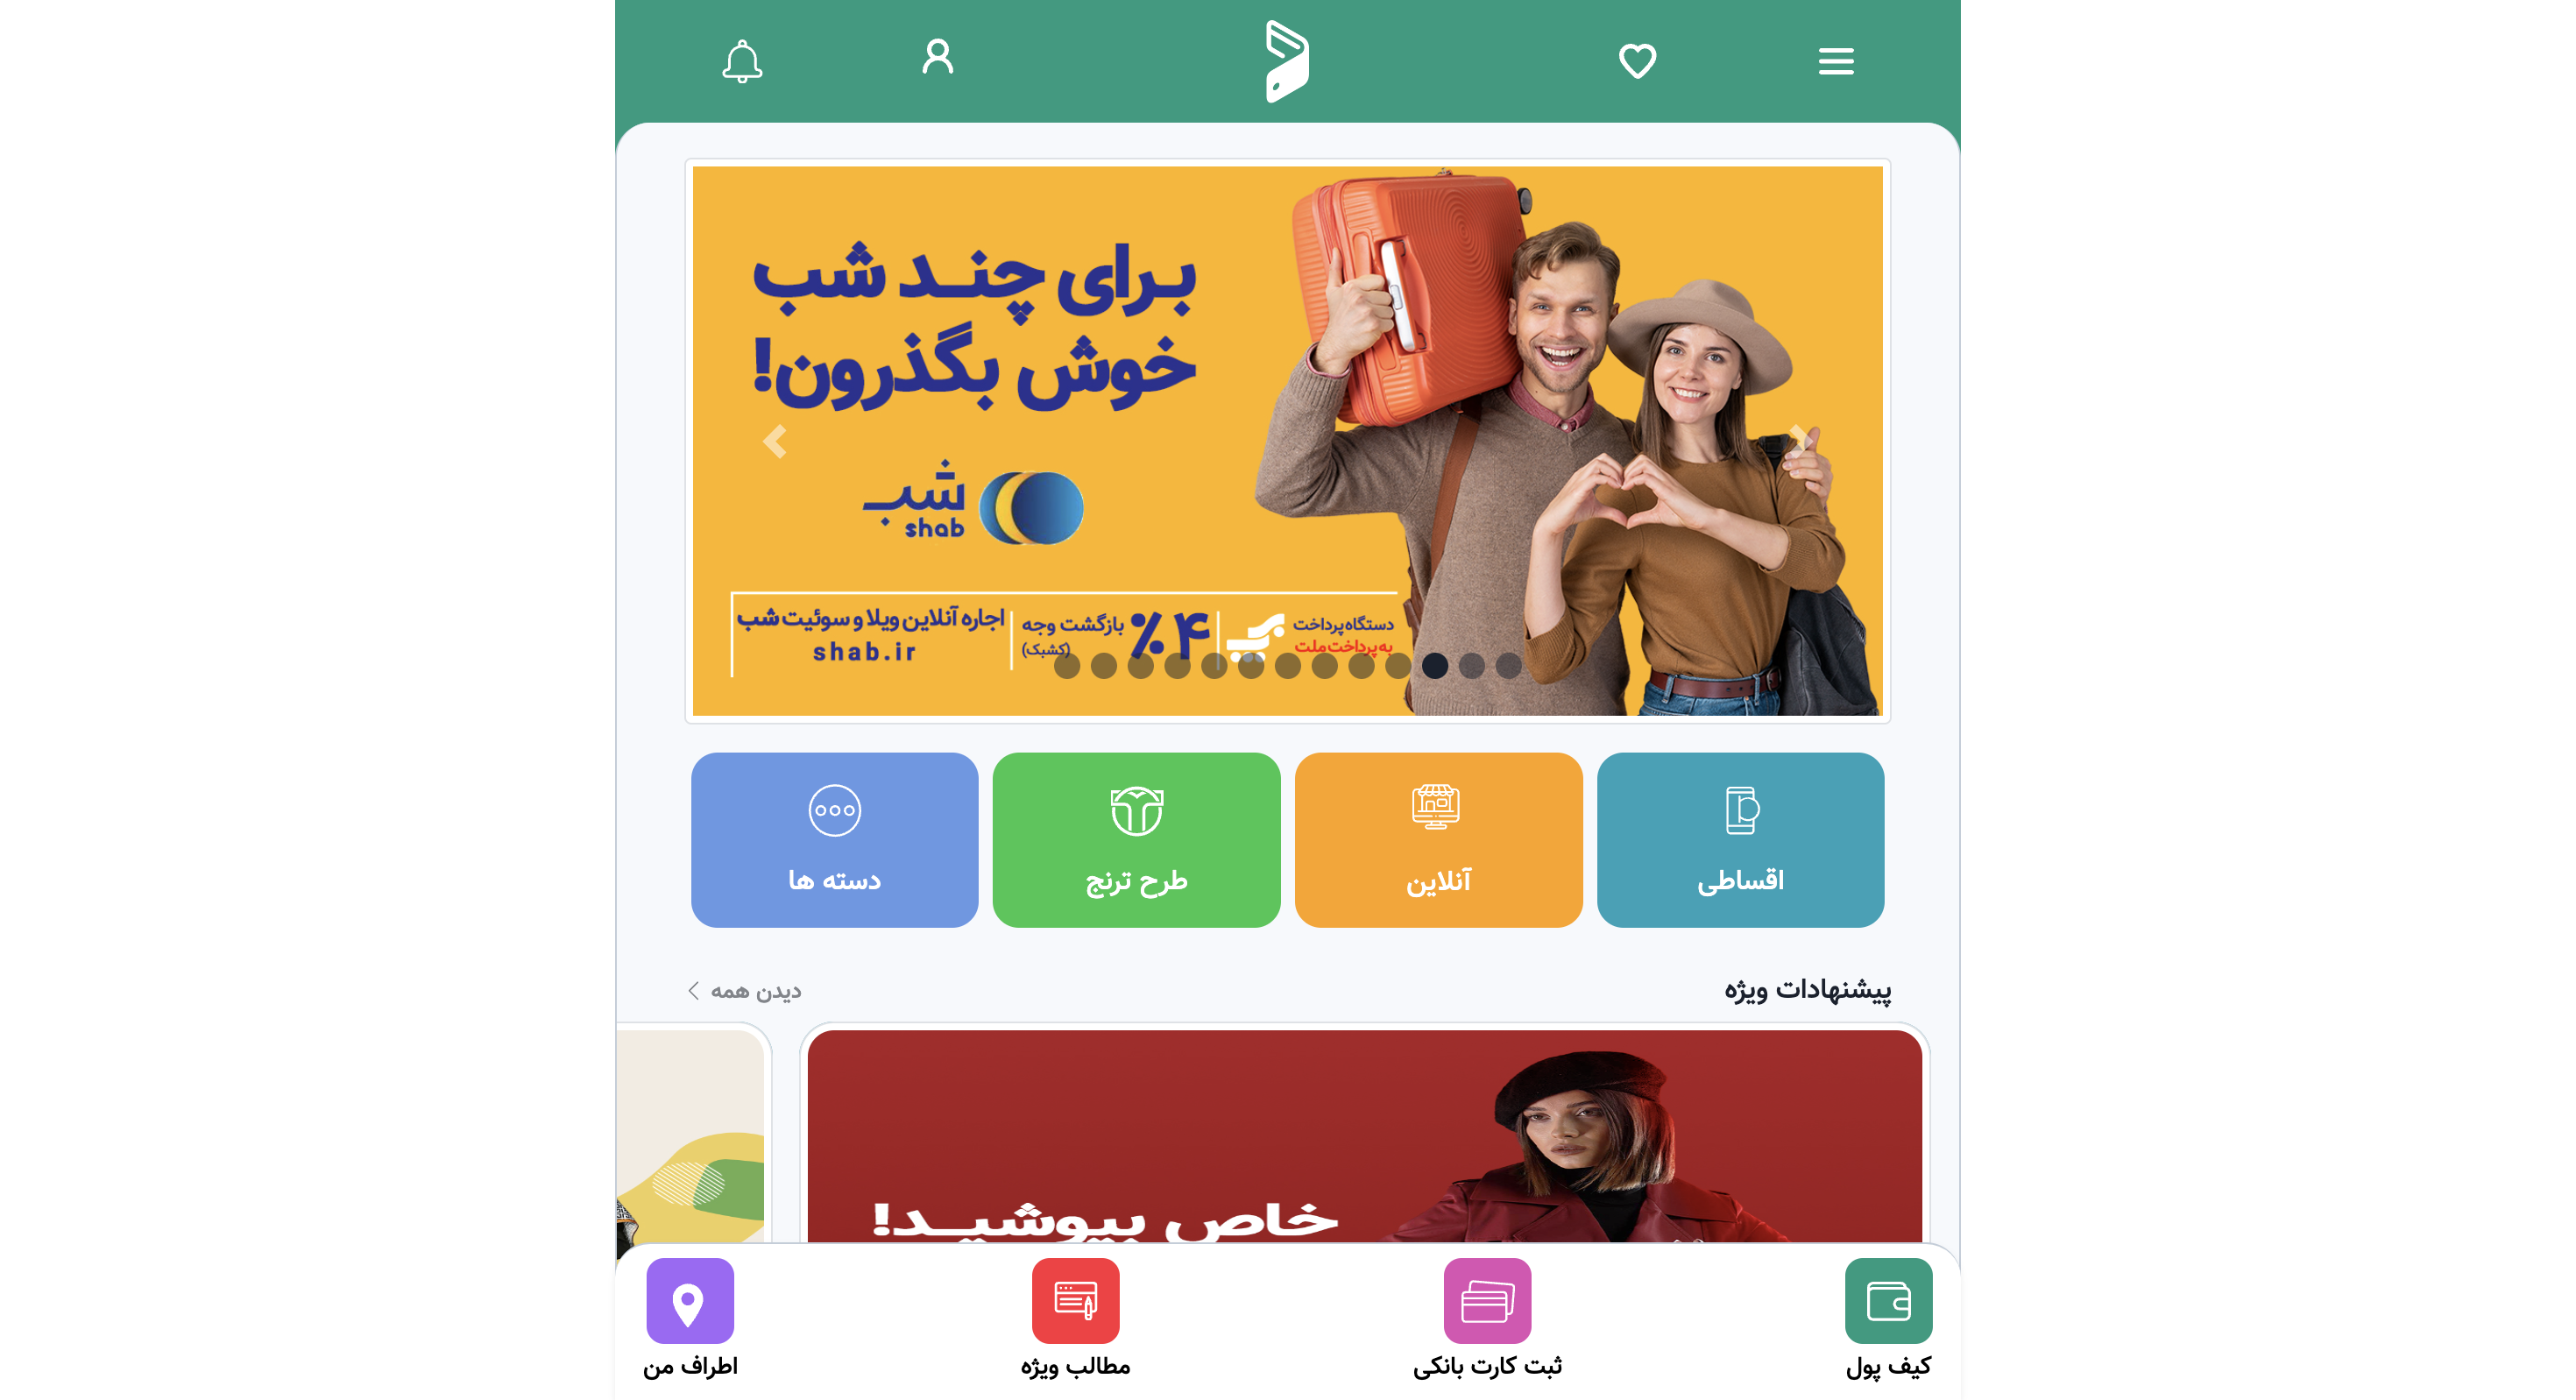 برای چند شب
خوش بگذرون!
شب
shab
دستگاه پرداخت
به پرداخت ملت
۴٪ بازگشت وجه
(کشبک)
اجاره آنلاین ویلا و سوئیت شب
shab.ir
اقساطی
آنلاین
طرح ترنج
دسته ها
پیشنهادات ویژه
دیدن همه
خاص بپوشید!
کیف پول
ثبت کارت بانکی
مطالب ویژه
اطراف من